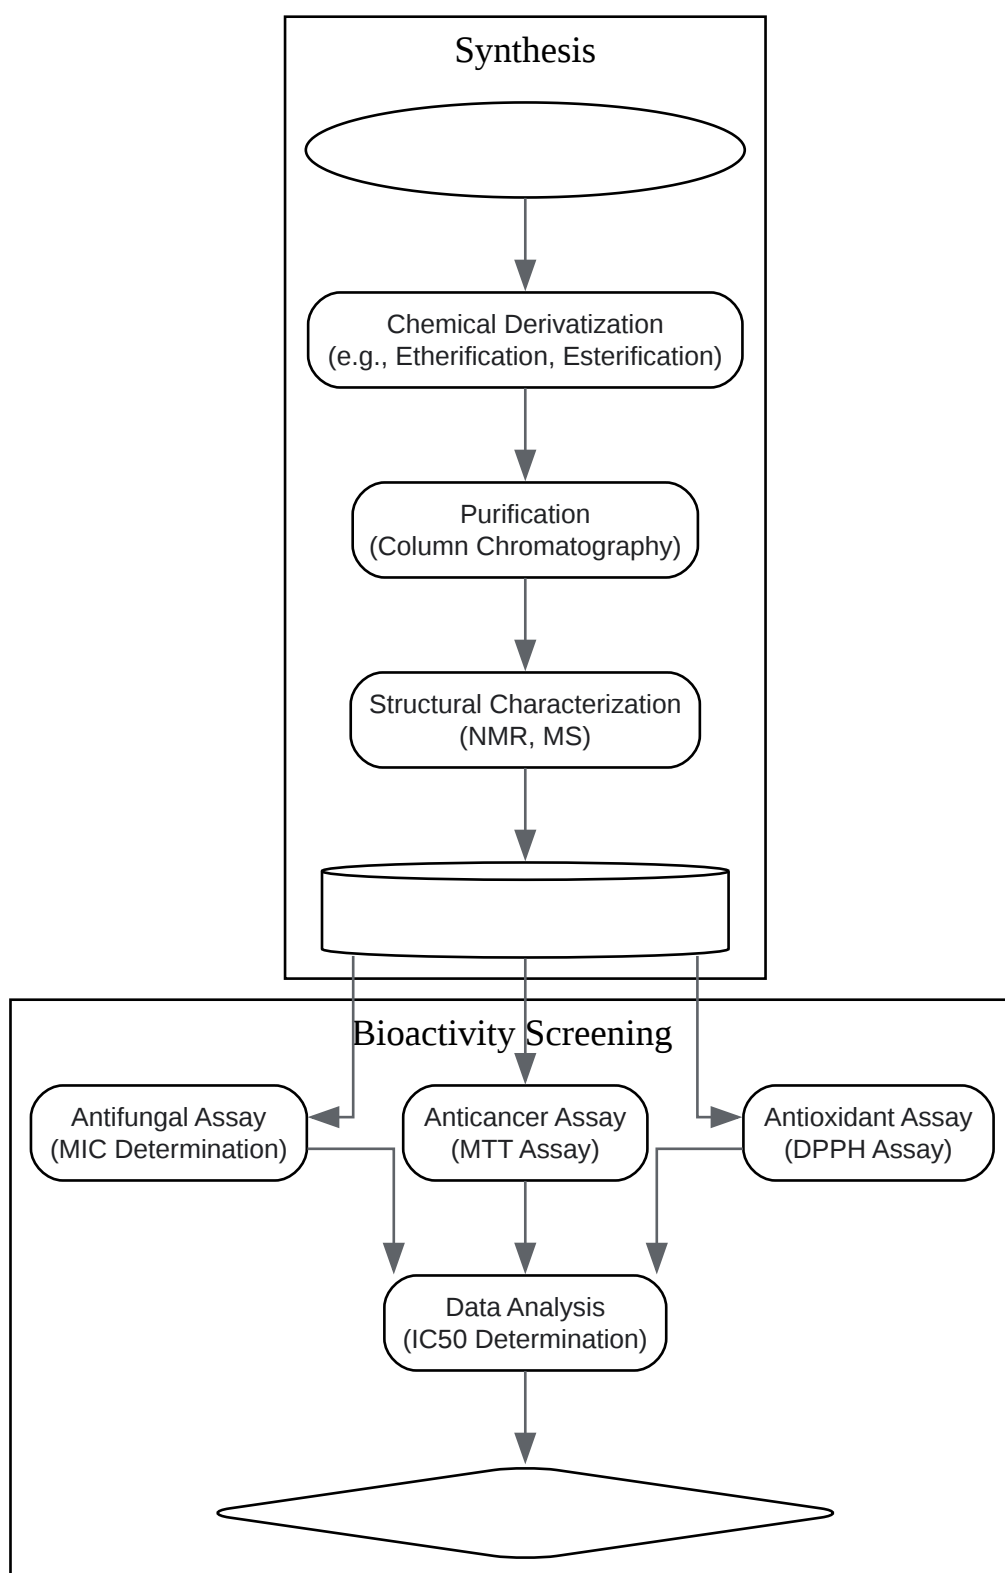 Synthesis
Chemical Derivatization
(e.g., Etherification, Esterification)
Purification
(Column Chromatography)
Structural Characterization
(NMR, MS)
Bioactivity Screening
Antifungal Assay
(MIC Determination)
Anticancer Assay
(MTT Assay)
Antioxidant Assay
(DPPH Assay)
Data Analysis
(IC50 Determination)